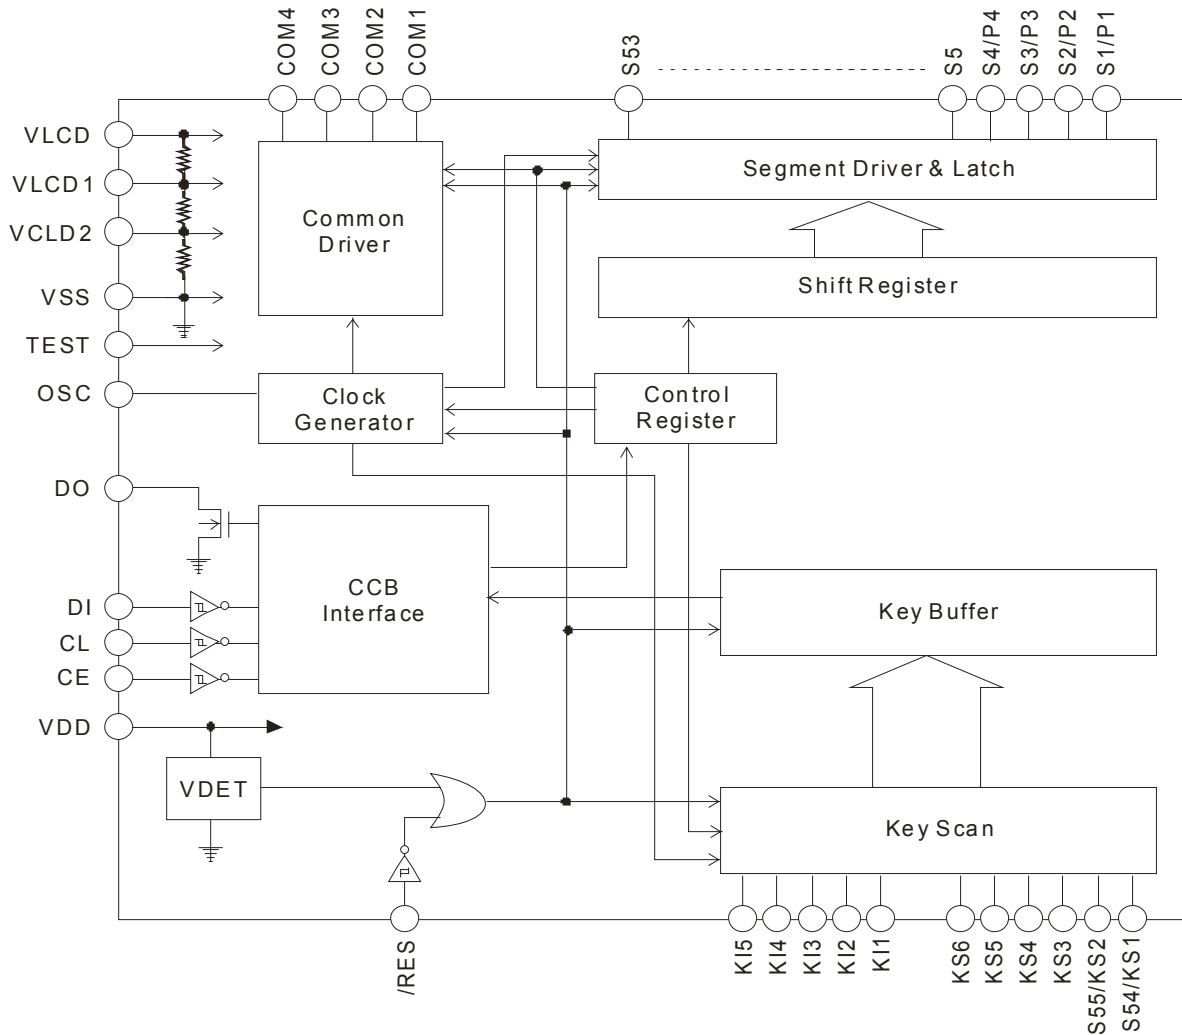 COM4
COM3
COM2
COM1
S53
S5
S4/P4
S3/P3
S2/P2
S1/P1
VLCD
VLCD1
VCLD2
VSS
TEST
OSC
DO
DI
CL
CE
VDD
Common
Driver
Segment Driver & Latch
Shift Register
Clock
Generator
Control
Register
CCB
Interface
Key Buffer
VDET
Key Scan
/RES
KI5
KI4
KI3
KI2
KI1
KS6
KS5
KS4
KS3
S55/KS2
S54/KS1